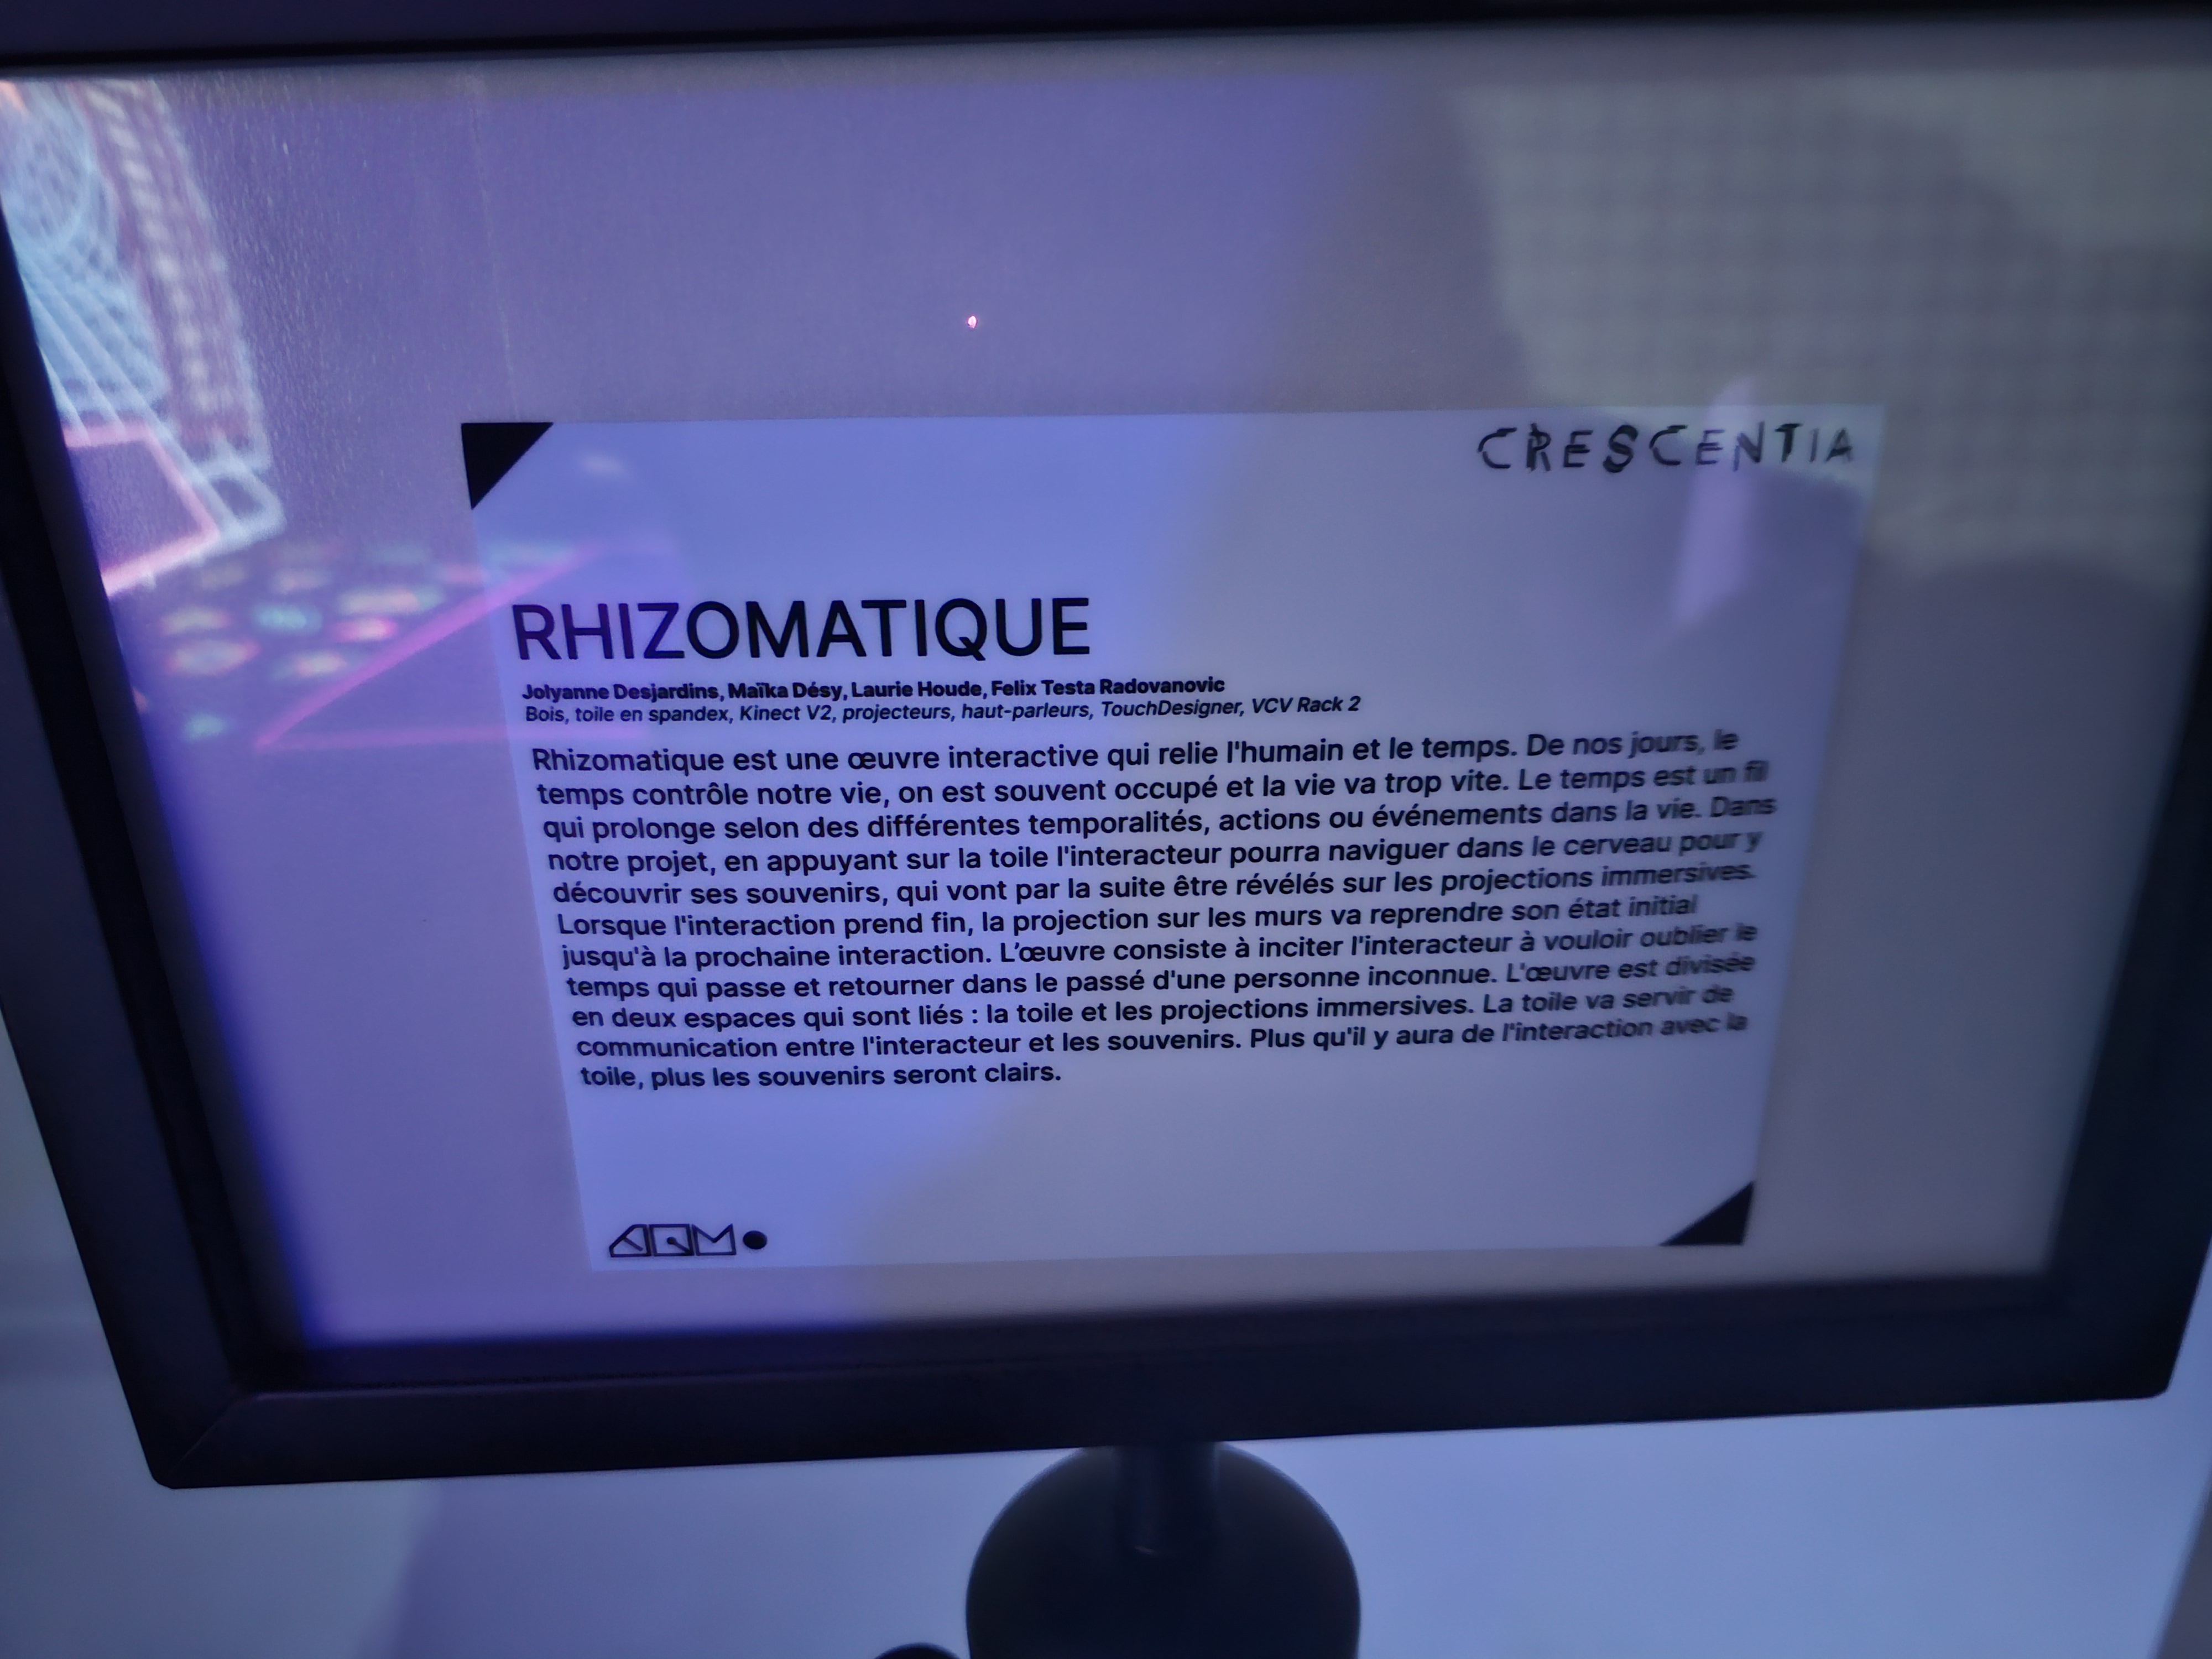 CRESCENTIA
RHIZOMATIQUE
Jolyanne Desjardins, Maïka Désy, Laurie Houde, Felix Testa Radovanovic
Bois, toile en spandex, Kinect V2, projecteurs, haut-parleurs, TouchDesigner, VCV Rack 2
Rhizomatique est une œuvre interactive qui relie l'humain et le temps. De nos jours, le
temps contrôle notre vie, on est souvent occupé et la vie va trop vite. Le temps est un fil
qui prolonge selon des différentes temporalités, actions ou événements dans la vie. Dans
notre projet, en appuyant sur la toile l'interacteur pourra naviguer dans le cerveau pour y
découvrir ses souvenirs, qui vont par la suite être révélés sur les projections immersives.
Lorsque l'interaction prend fin, la projection sur les murs va reprendre son état initial
jusqu'à la prochaine interaction. L'œuvre consiste à inciter l'interacteur à vouloir oublier le
temps qui passe et retourner dans le passé d'une personne inconnue. L'œuvre est divisée
en deux espaces qui sont liés : la toile et les projections immersives. La toile va servir de
communication entre l'interacteur et les souvenirs. Plus qu'il y aura de l'interaction avec la
toile, plus les souvenirs seront clairs.